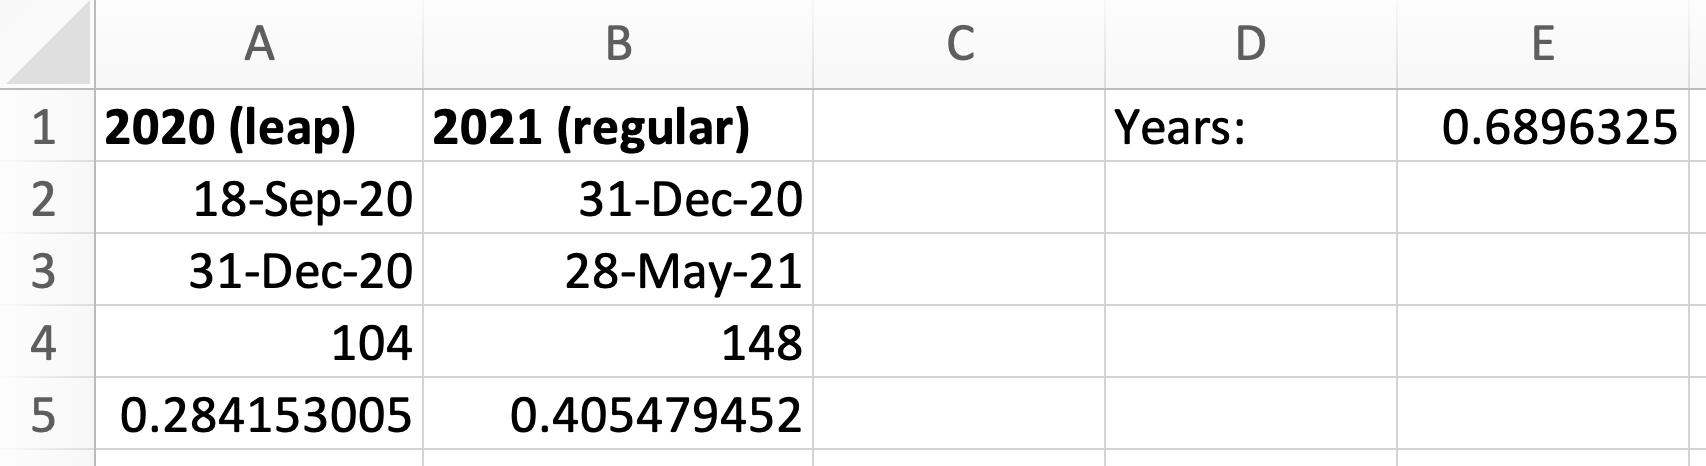 A B C D E
1 2020 (leap) 2021 (regular) Years: 0.6896325
2 18-Sep-20 31-Dec-20
3 31-Dec-20 28-May-21
4 104 148
5 0.284153005 0.405479452